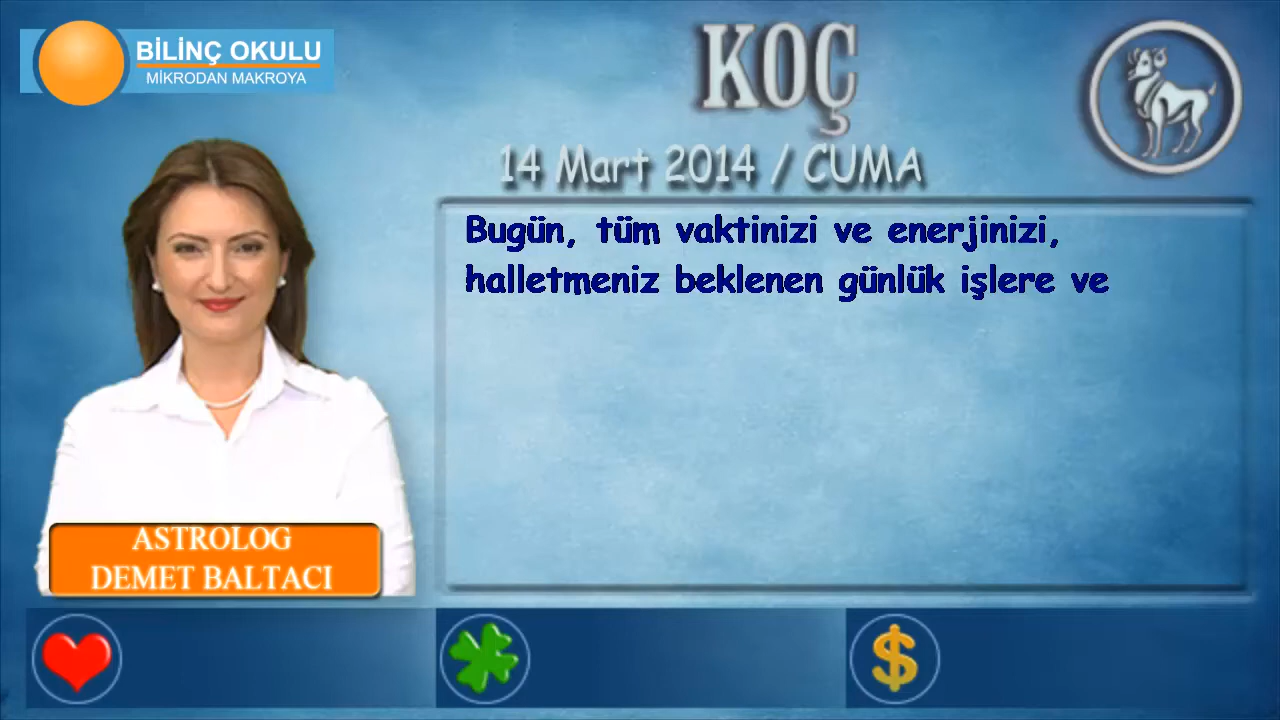 BİLİNÇ OKULU
MİKRODAN MAKROYA
KOÇ
14 Mart 2014 / CUMA
Bugün, tüm vaktinizi ve enerjinizi,
halletmeniz beklenen günlük işlere ve
ASTROLOG
DEMET BALTACI
$